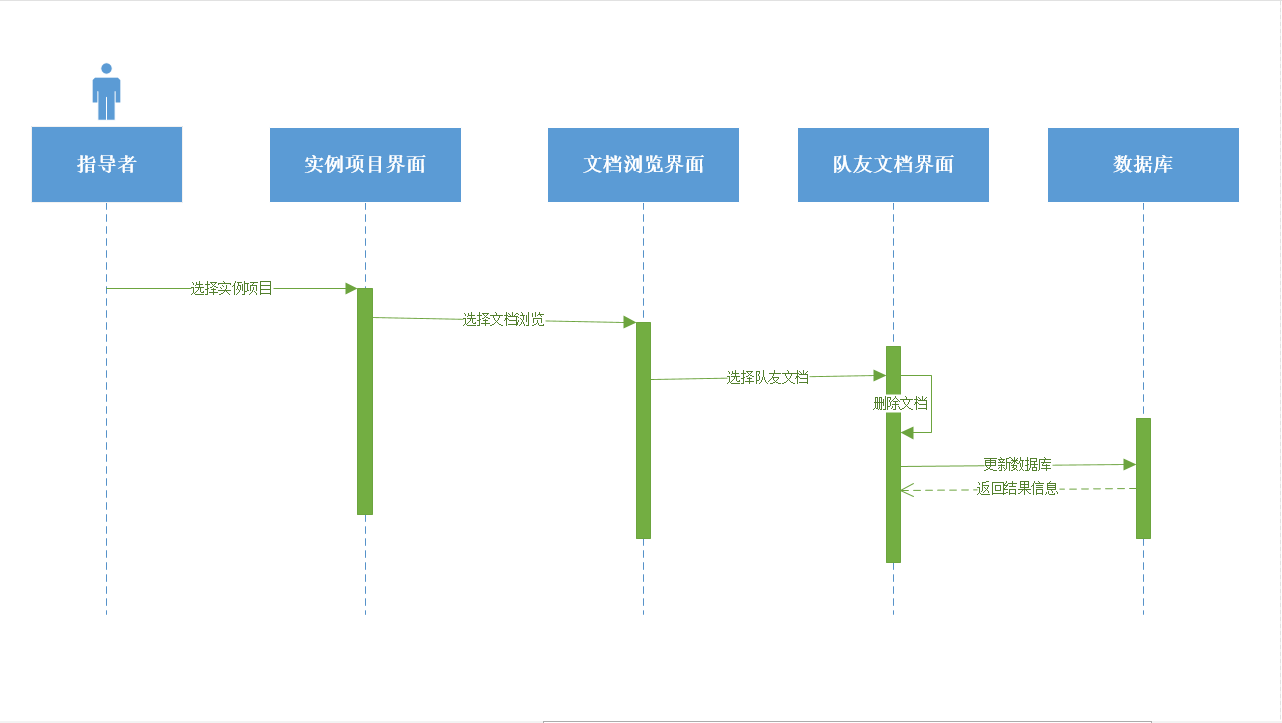 指导者
实例项目界面
文档浏览界面
队友文档界面
数据库
选择实例项目
选择文档浏览
选择队友文档
删除文档
更新数据库
返回结果信息